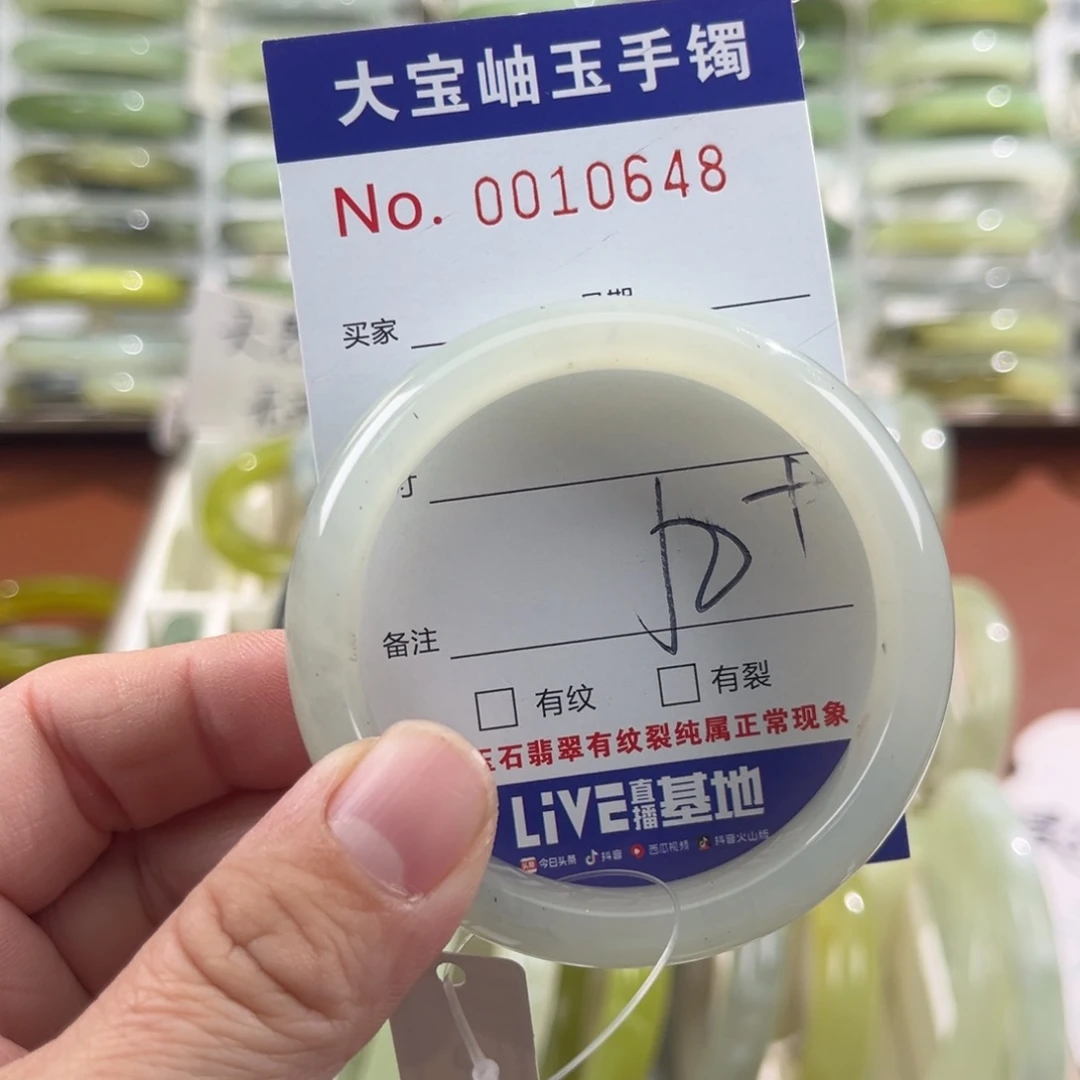 大宝岫玉手镯
No. 0010648
买家
备注
有纹 有裂
玉石翡翠有纹裂纯属正常现象
LiVE直播基地
今日头条 抖音 西瓜视频 抖音火山版